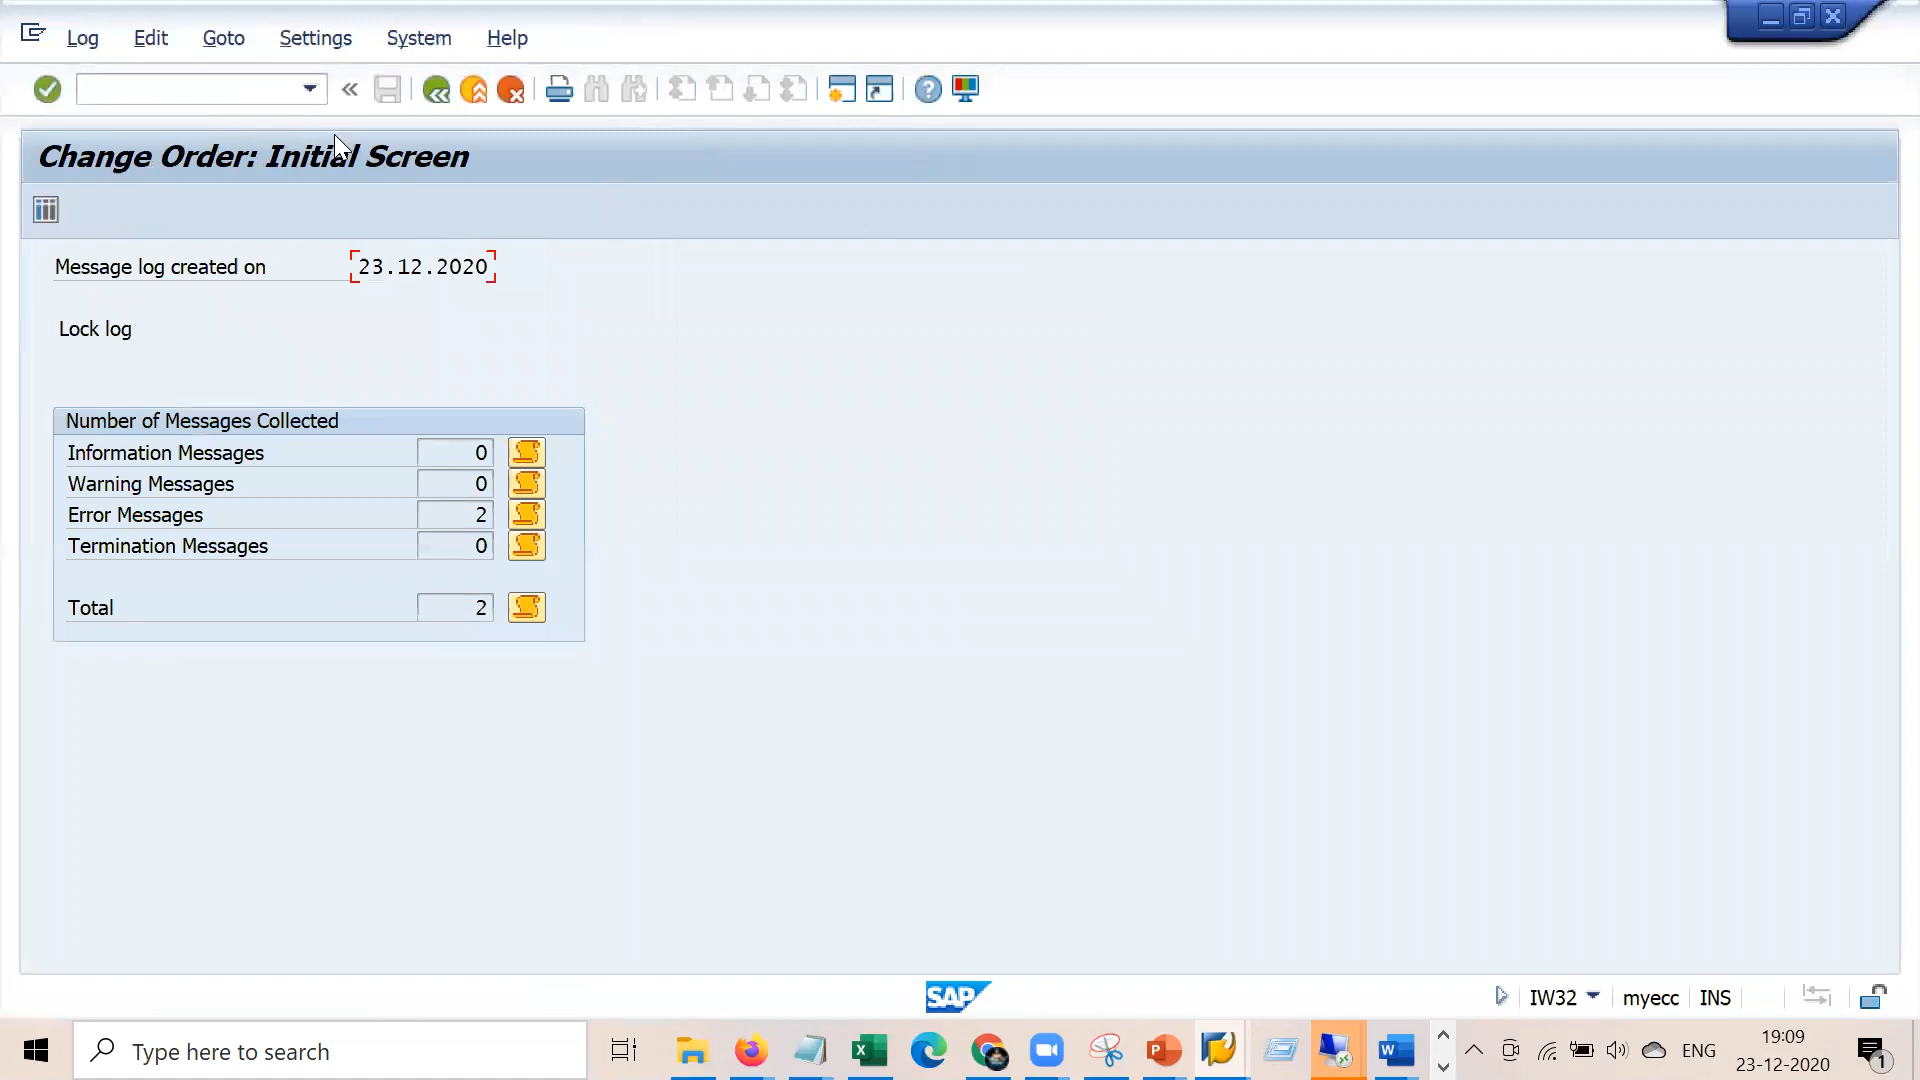 Log Edit Goto Settings System Help
Change Order: Initial Screen
Message log created on 23.12.2020
Lock log
Number of Messages Collected
Information Messages 0
Warning Messages 0
Error Messages 2
Termination Messages 0
Total 2
SAP IW32 myecc INS
Type here to search
ENG
19:09
23-12-2020
1